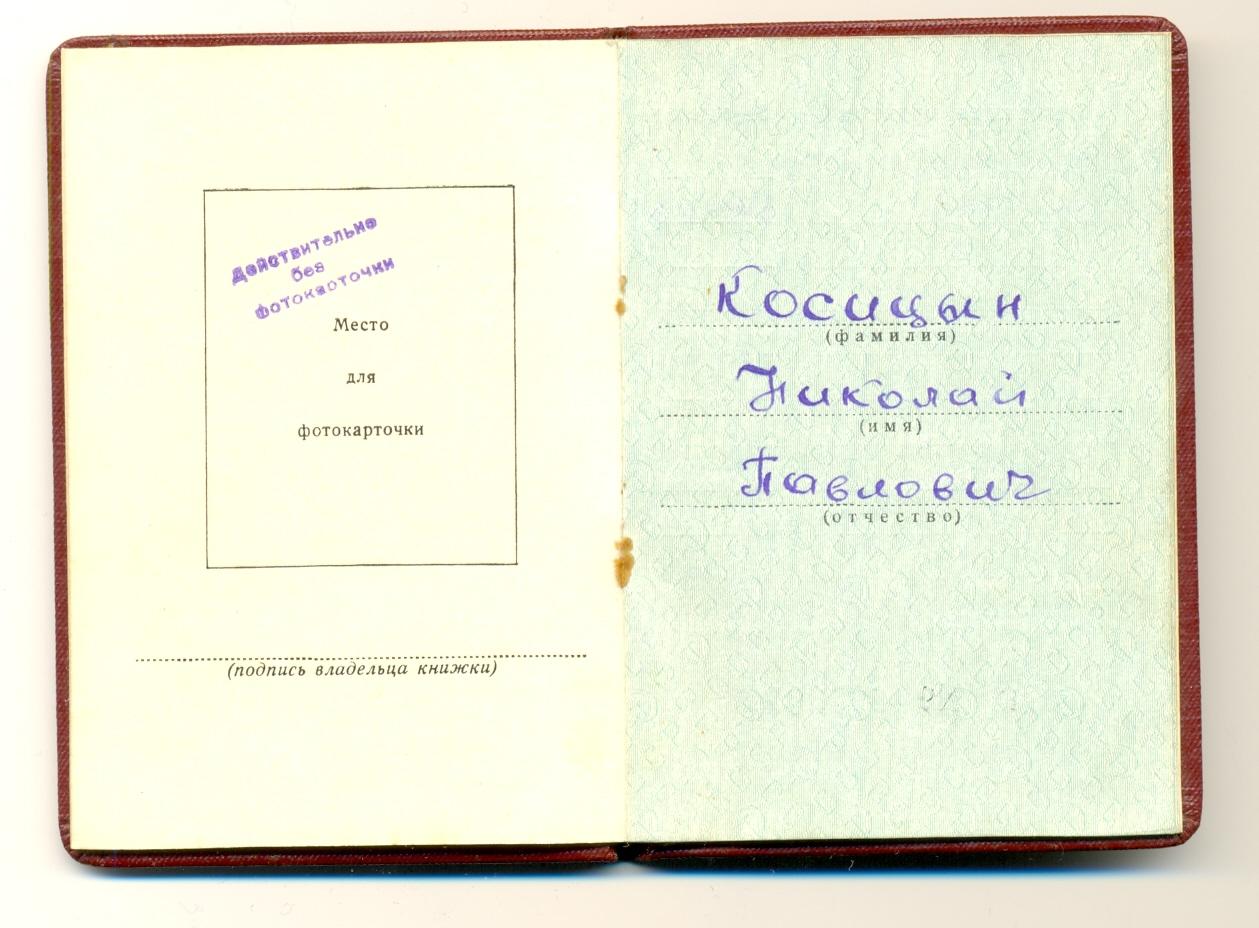 Действительно
без
фотокарточки
Место
для
фотокарточки
(подпись владельца книжки)
Косицын
(фамилия)
Николай
(имя)
Павлович
(отчество)